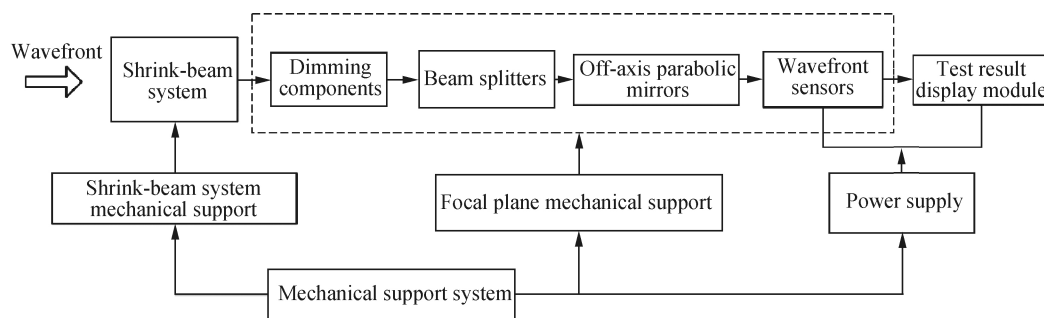 Wavefront
Shrink-beam
system
Dimming
components
Beam splitters
Off-axis parabolic
mirrors
Wavefront
sensors
Test result
display module
Shrink-beam system
mechanical support
Focal plane mechanical support
Power supply
Mechanical support system